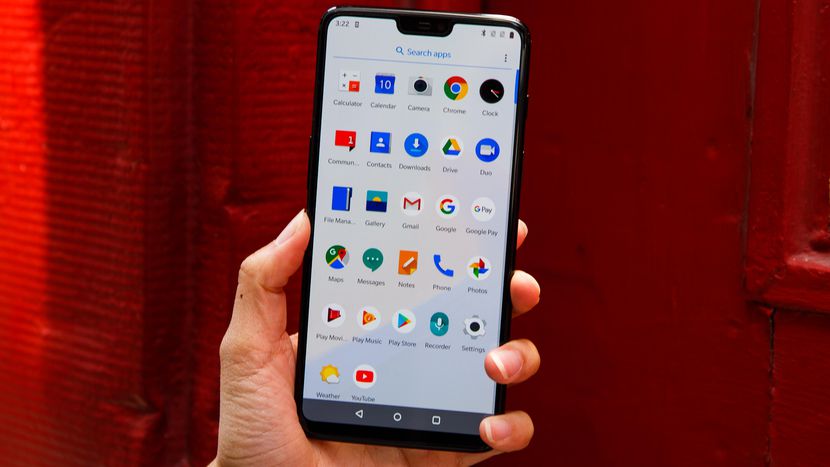 3:22
Search apps
Calculator Calendar Camera Chrome Clock
10
1
Commun... Contacts Downloads Drive Duo
File Mana... Gallery Gmail Google Google Pay
G Pay
Maps Messages Notes Phone Photos
Play Movi... Play Music Play Store Recorder Settings
Weather YouTube